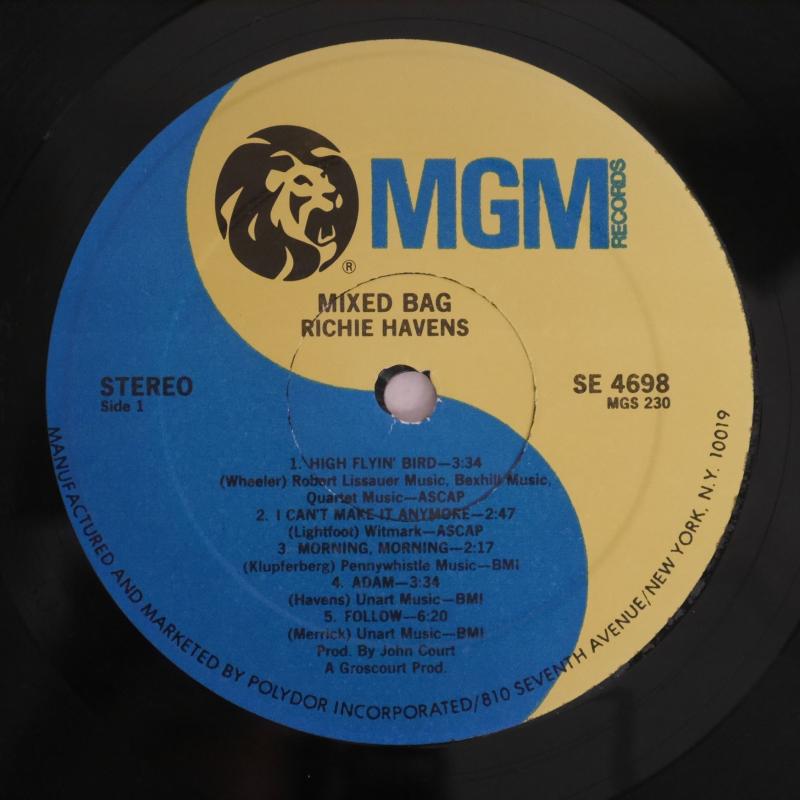 MGM RECORDS
®
MIXED BAG
RICHIE HAVENS
STEREO
Side 1
SE 4698
MGS 230
1. HIGH FLYIN' BIRD—3:34
(Wheeler) Robert Lissauer Music, Bexhill Music,
Quartet Music—ASCAP
2. I CAN'T MAKE IT ANYMORE—2:47
(Lightfoot) Witmark—ASCAP
3. MORNING, MORNING—2:17
(Klupferberg) Pennywhistle Music—BMI
4. ADAM—3:34
(Havens) Unart Music—BMI
5. FOLLOW—6:20
(Merrick) Unart Music—BMI
Prod. By John Court
A Groscourt Prod.
MANUFACTURED AND MARKETED BY POLYDOR INCORPORATED/810 SEVENTH AVENUE/NEW YORK, N.Y. 10019